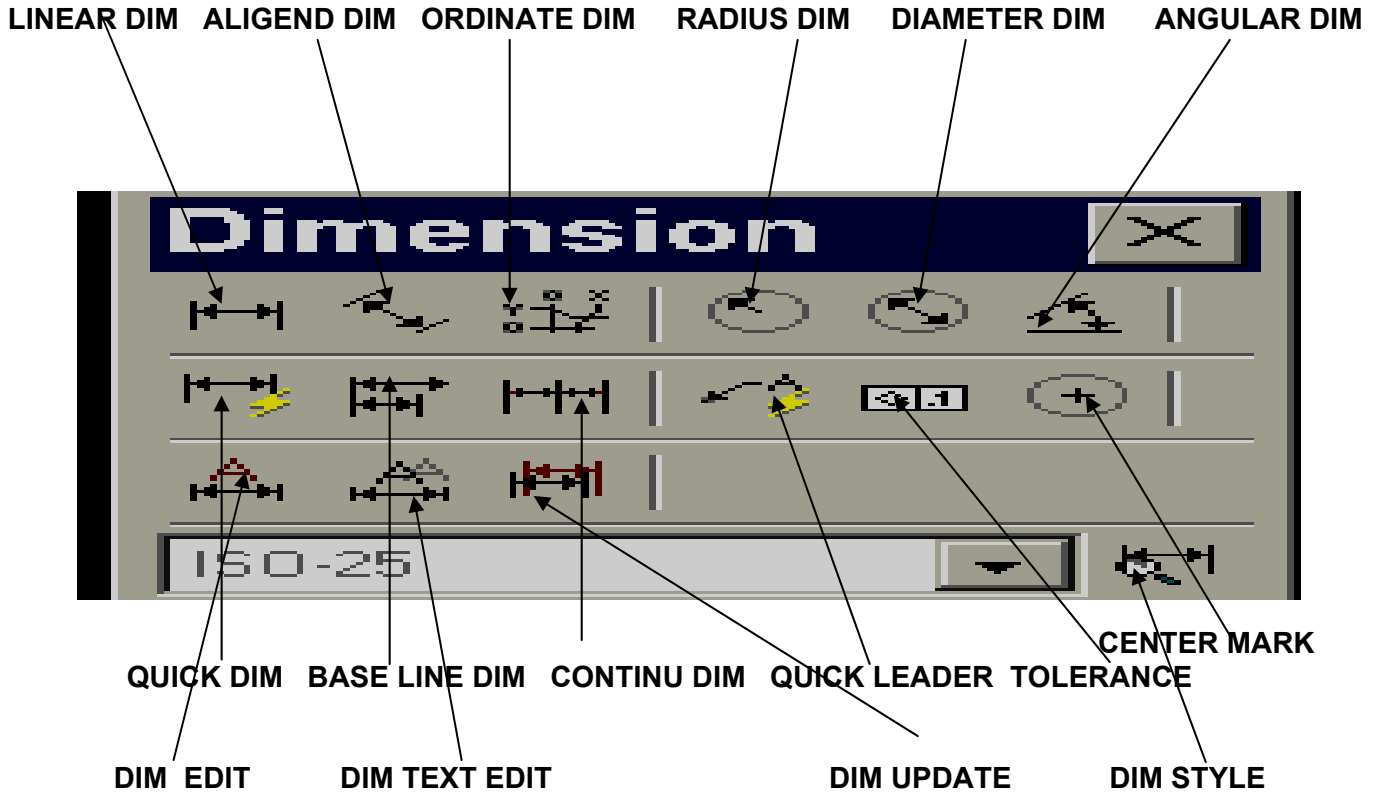 LINEAR DIM ALIGEND DIM ORDINATE DIM RADIUS DIM DIAMETER DIM ANGULAR DIM
Dimension
ISO-25
CENTER MARK
QUICK DIM BASE LINE DIM CONTINU DIM QUICK LEADER TOLERANCE
DIM EDIT DIM TEXT EDIT DIM UPDATE DIM STYLE